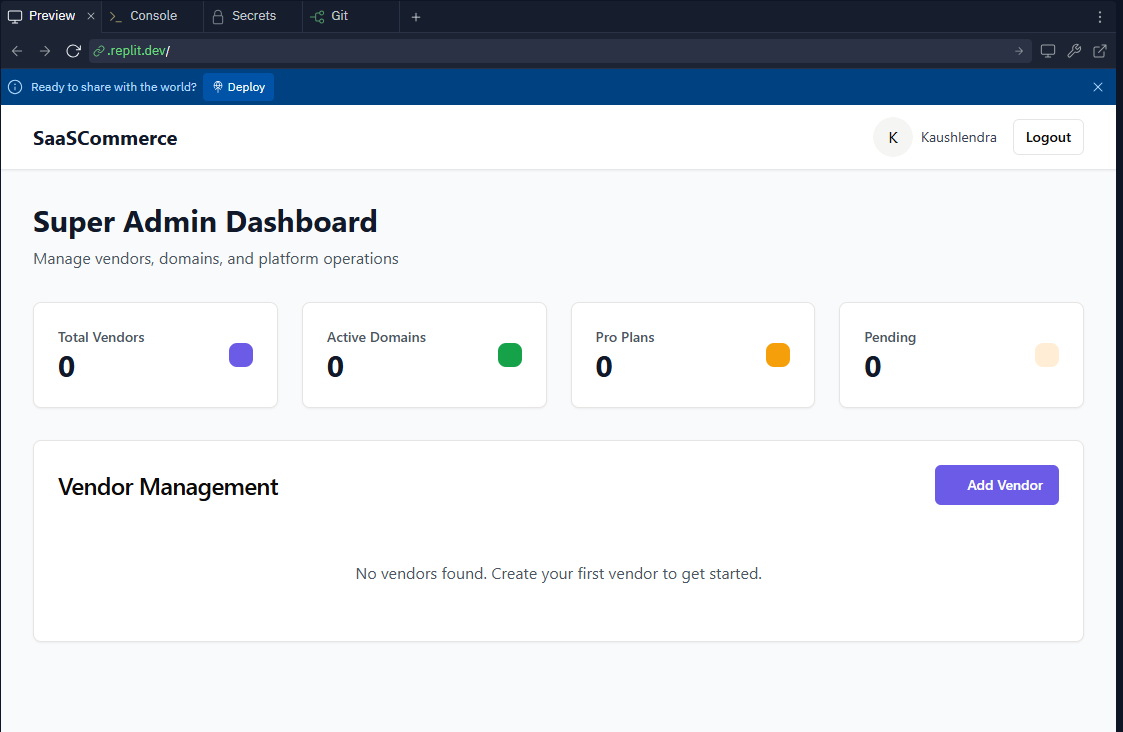 Preview
Console
Secrets
Git
.replit.dev/
Ready to share with the world?
Deploy
SaaSCommerce
K
Kaushlendra
Logout
Super Admin Dashboard
Manage vendors, domains, and platform operations
Total Vendors
0
Active Domains
0
Pro Plans
0
Pending
0
Vendor Management
Add Vendor
No vendors found. Create your first vendor to get started.